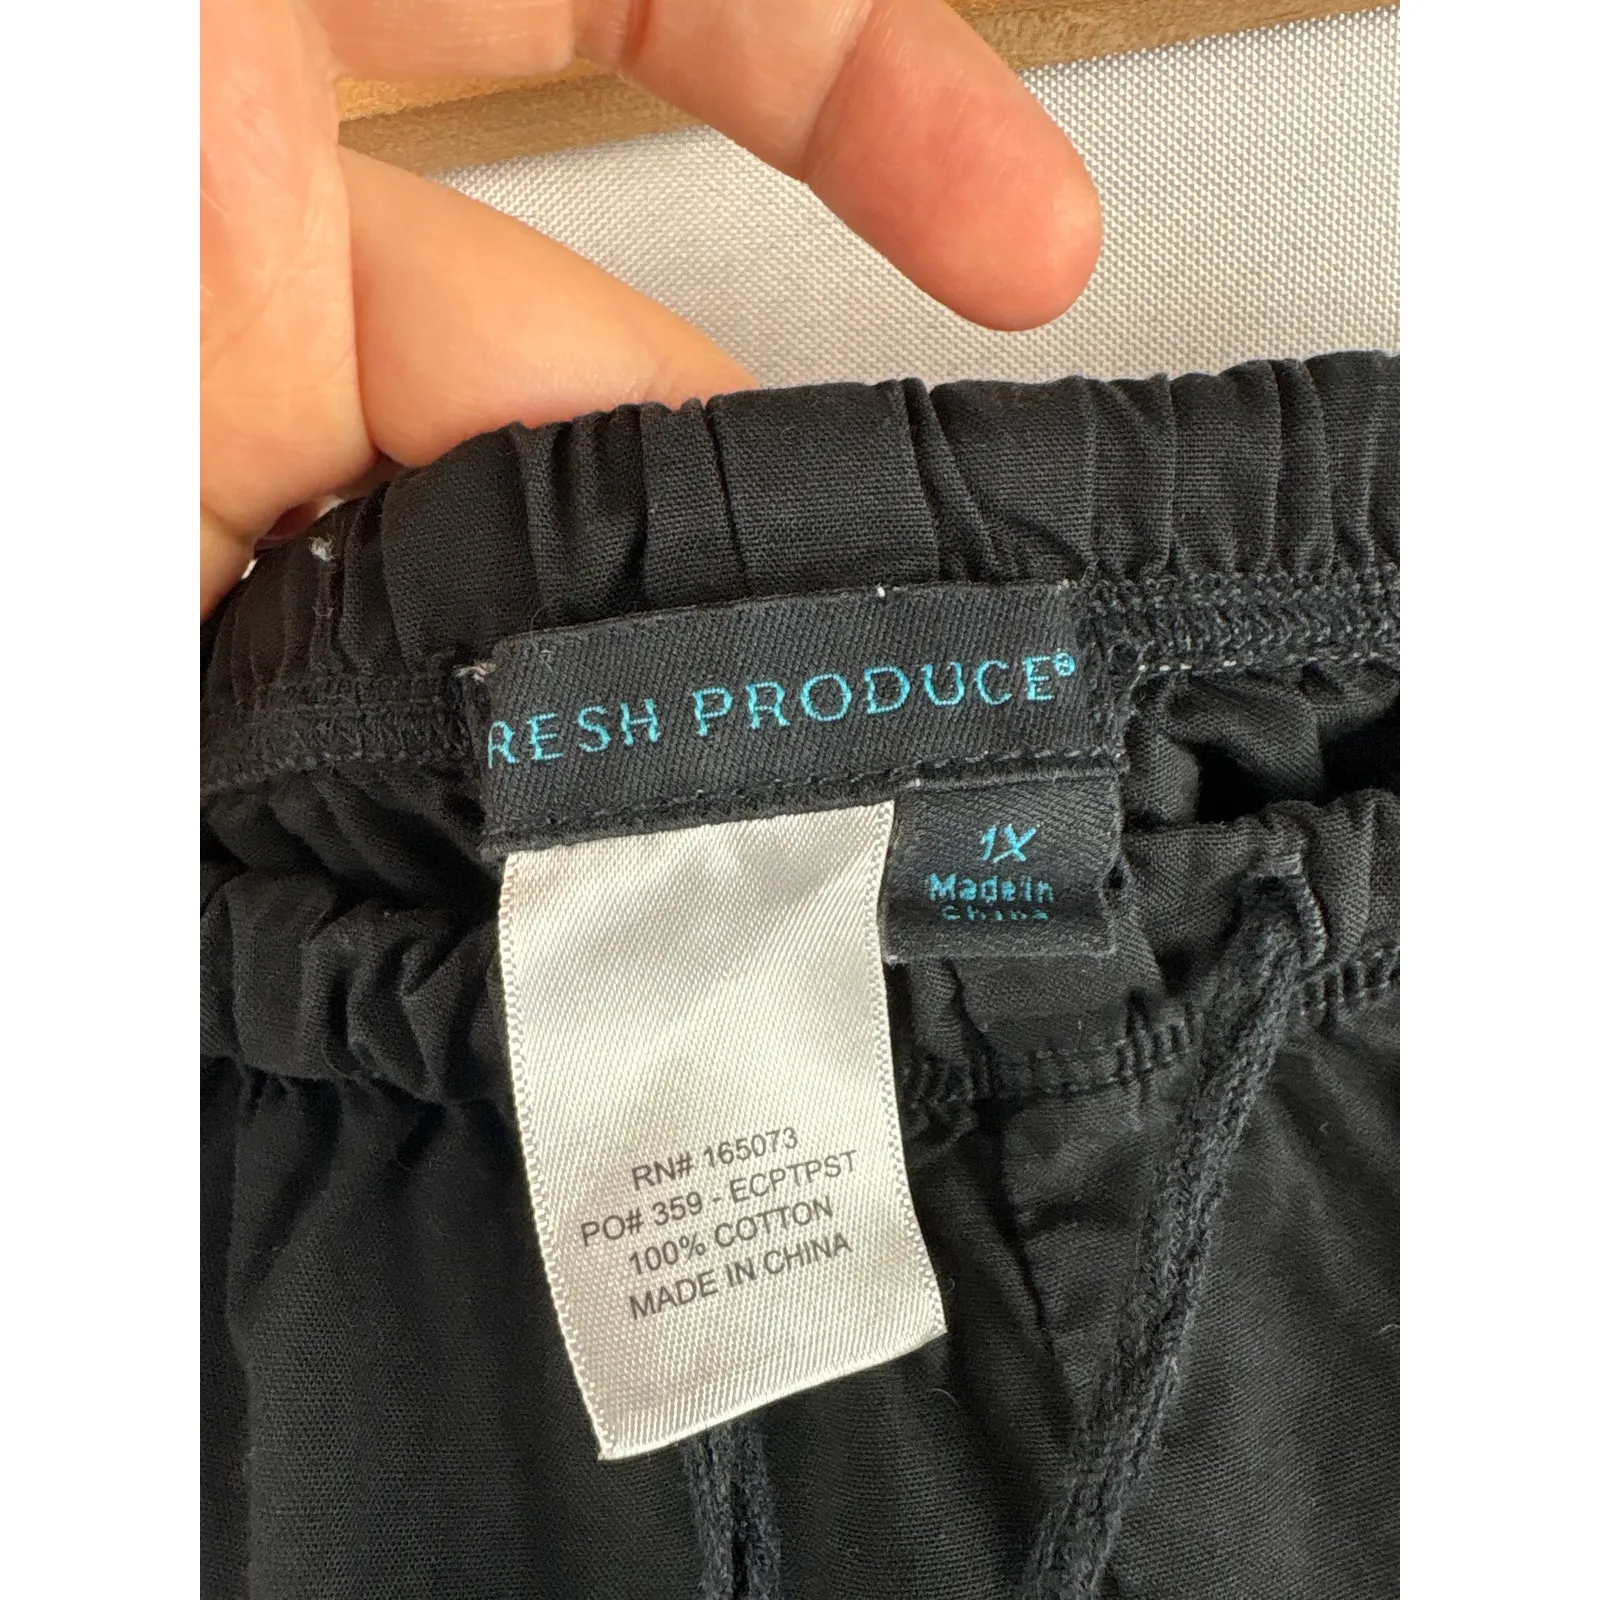 RESH PRODUCE®
1X
Made in
China
RN# 165073
PO# 359 - ECPTPST
100% COTTON
MADE IN CHINA